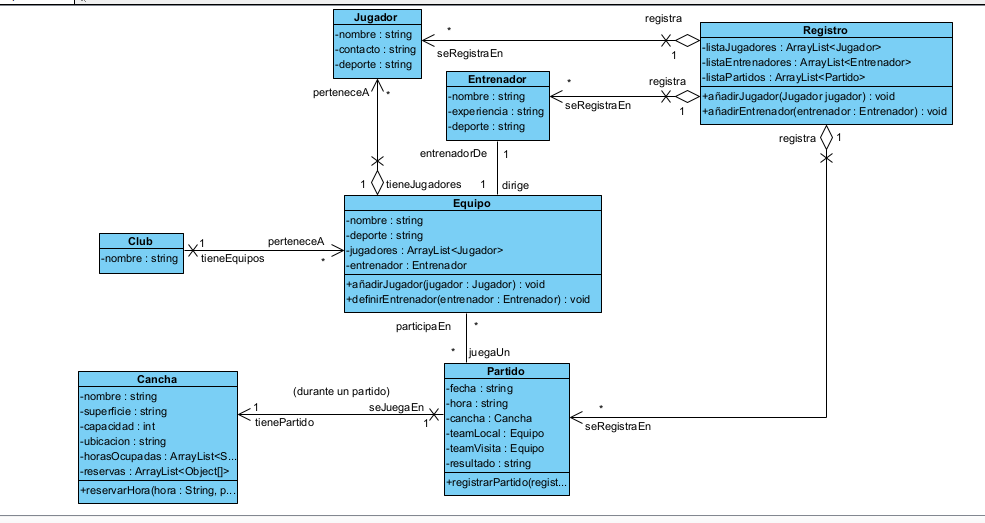 Jugador
-nombre : string
-contacto : string
-deporte : string
*
seRegistraEn
registra
1
Registro
-listaJugadores : ArrayList<Jugador>
-listaEntrenadores : ArrayList<Entrenador>
-listaPartidos : ArrayList<Partido>
+añadirJugador(Jugador jugador) : void
+añadirEntrenador(entrenador : Entrenador) : void
Entrenador
-nombre : string
-experiencia : string
-deporte : string
*
seRegistraEn
registra
1
perteneceA
*
registra
1
entrenadorDe
1
1
tieneJugadores
1
dirige
Equipo
-nombre : string
-deporte : string
-jugadores : ArrayList<Jugador>
-entrenador : Entrenador
+añadirJugador(jugador : Jugador) : void
+definirEntrenador(entrenador : Entrenador) : void
Club
-nombre : string
1
tieneEquipos
perteneceA
*
participaEn
*
*
juegaUn
Partido
-fecha : string
-hora : string
-cancha : Cancha
-teamLocal : Equipo
-teamVisita : Equipo
-resultado : string
+registrarPartido(regist...
*
seRegistraEn
Cancha
-nombre : string
-superficie : string
-capacidad : int
-ubicacion : string
-horasOcupadas : ArrayList<S...
-reservas : ArrayList<Object[]>
+reservarHora(hora : String, p...
(durante un partido)
1
tienePartido
seJuegaEn
1